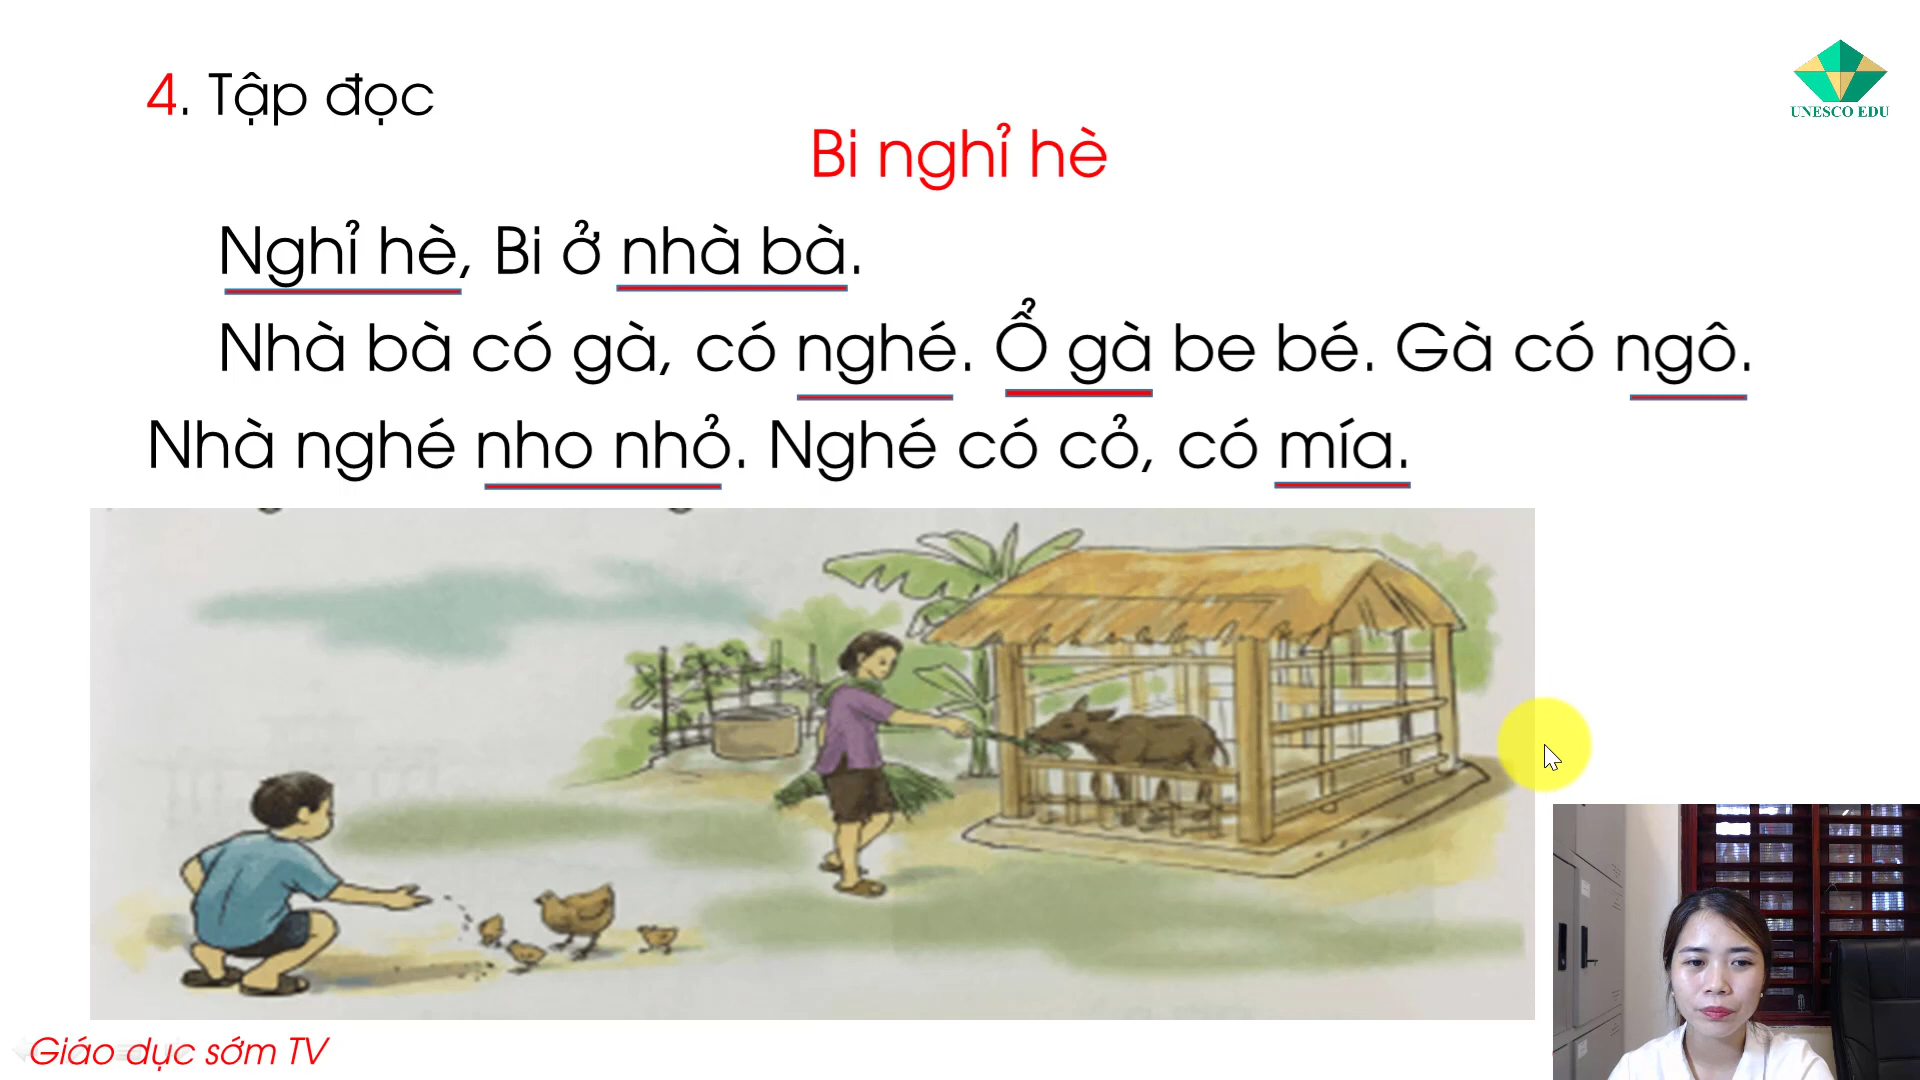 4. Tập đọc
UNESCO EDU
Bi nghỉ hè
Nghỉ hè, Bi ở nhà bà.
Nhà bà có gà, có nghé. Ổ gà be bé. Gà có ngô.
Nhà nghé nho nhỏ. Nghé có cỏ, có mía.
Giáo dục sớm TV